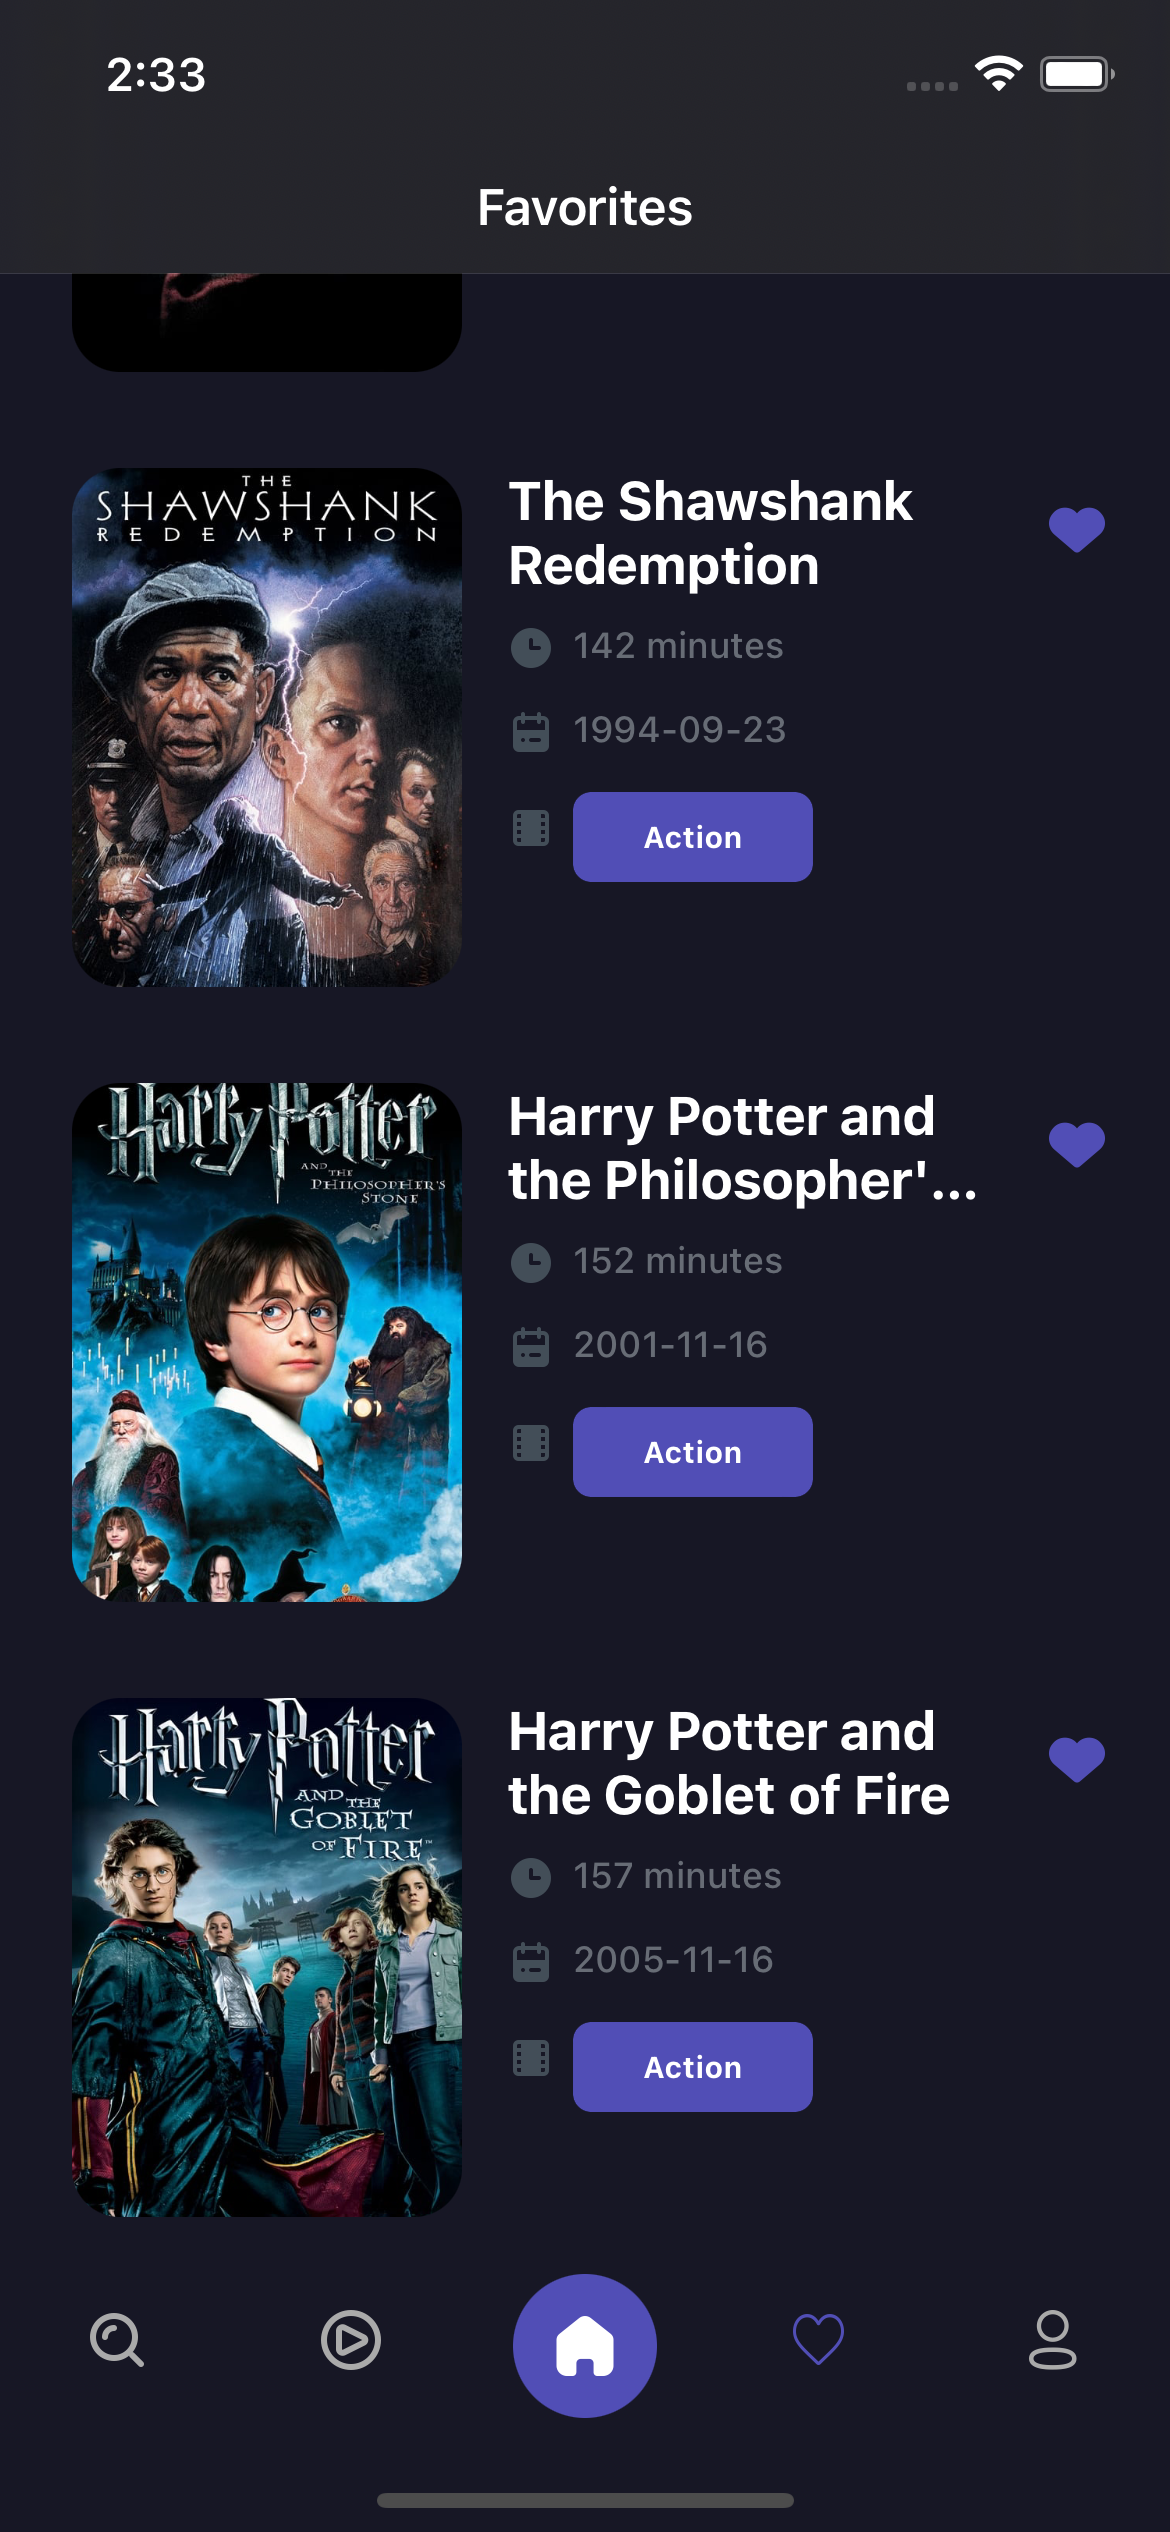 2:33
Favorites
THE
SHAWSHANK
REDEMPTION
The Shawshank
Redemption
142 minutes
1994-09-23
Action
Harry Potter
AND
THE
PHILOSOPHER'S
STONE
Harry Potter and
the Philosopher'...
152 minutes
2001-11-16
Action
Harry Potter
AND THE
GOBLET
OF FIRE™
Harry Potter and
the Goblet of Fire
157 minutes
2005-11-16
Action